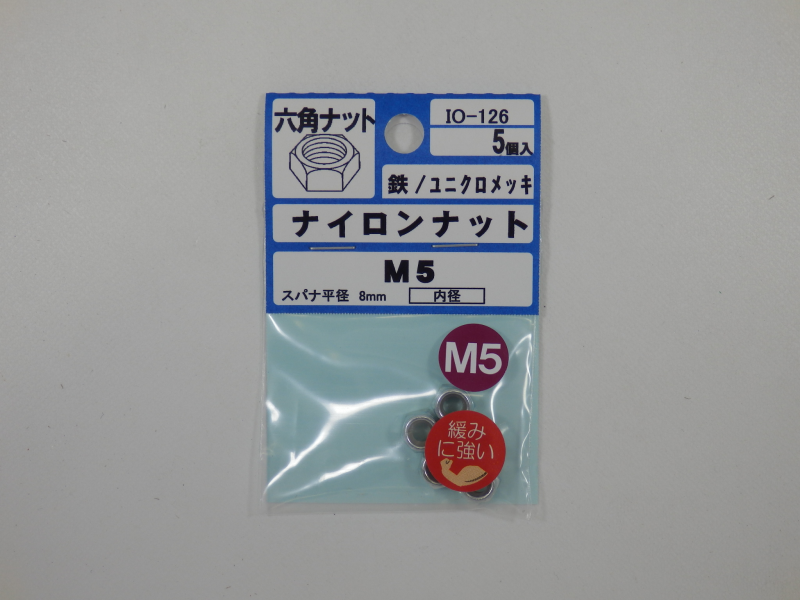 六角ナット
IO-126
5個入
鉄/ユニクロメッキ
ナイロンナット
M5
スパナ平径 8mm 内径
M5
緩み
に強い